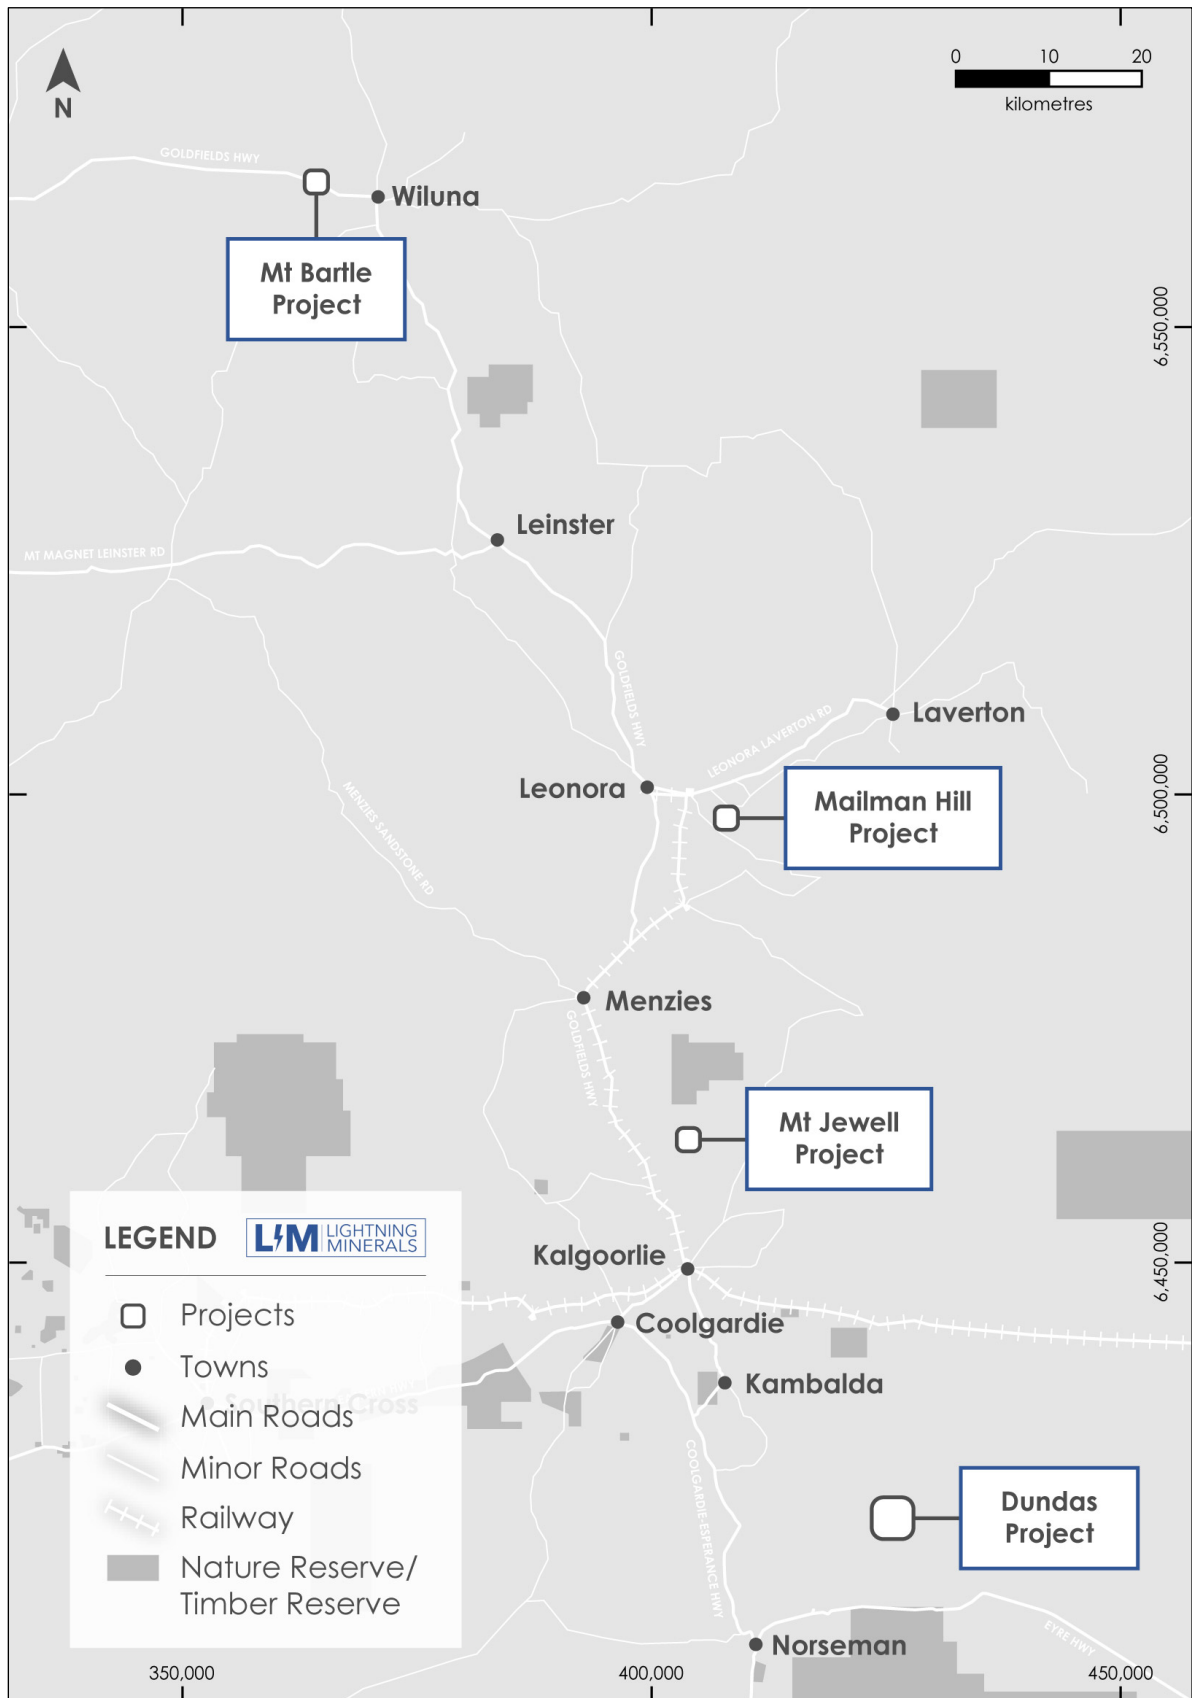 0 10 20
kilometres
N
GOLDFIELDS HWY
Wiluna
Mt Bartle
Project
6,550,000
Leinster
MT MAGNET LEINSTER RD
GOLDFIELDS HWY
Laverton
LEONORA LAVERTON RD
Leonora
Mailman Hill
Project
6,500,000
MENZIES SANDSTONE RD
Menzies
GOLDFIELDS HWY
Mt Jewell
Project
LEGEND
LM LIGHTNING
MINERALS
Kalgoorlie
6,450,000
Projects
Coolgardie
Towns
Kambalda
Southern Cross
Main Roads
Minor Roads
COOLGARDIE-ESPERANCE HWY
Railway
Dundas
Project
Nature Reserve/
Timber Reserve
EYRE HWY
Norseman
350,000 400,000 450,000